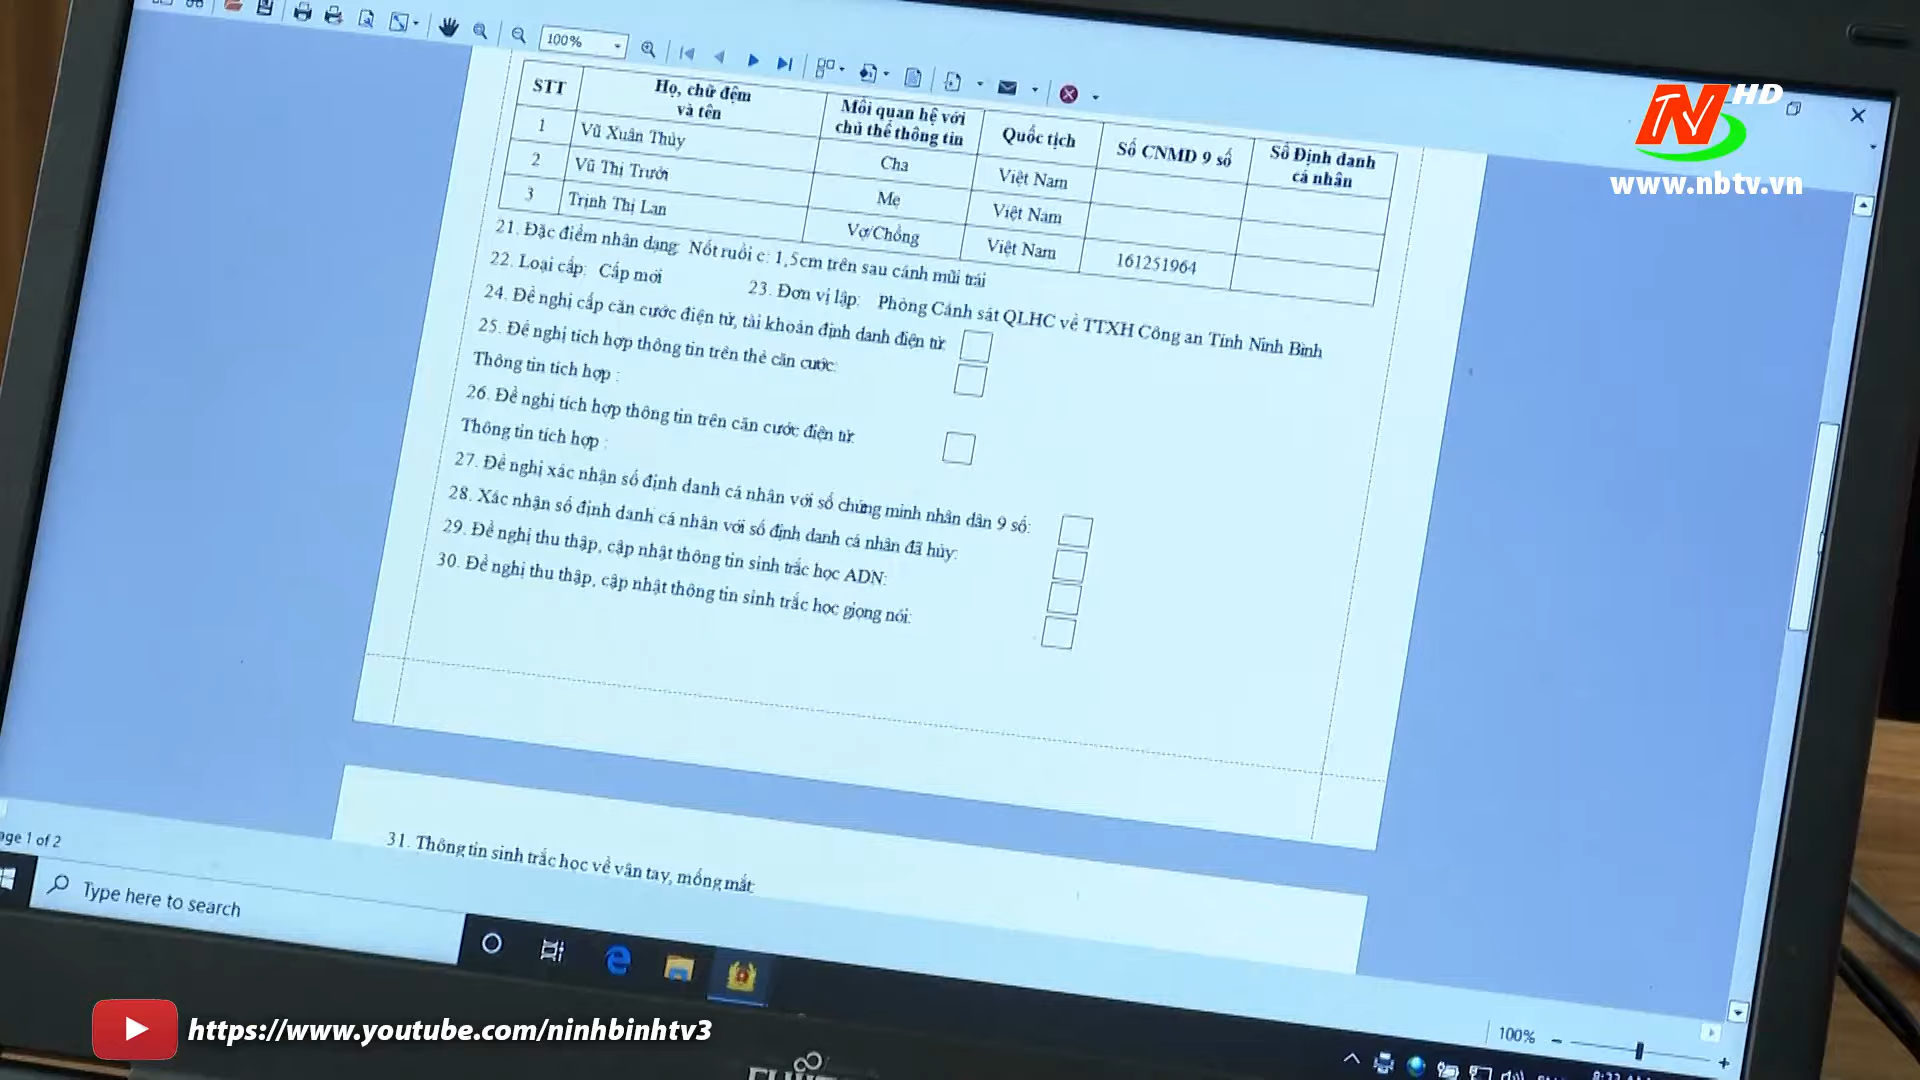 100%
STT Họ, chữ đệm và tên Mối quan hệ với chủ thể thông tin Quốc tịch Số CNMD 9 số Số Định danh cá nhân
1 Vũ Xuân Thủy Cha Việt Nam
2 Vũ Thị Trưởi Mẹ Việt Nam
3 Trịnh Thị Lan Vợ/Chồng Việt Nam 161251964
21. Đặc điểm nhân dạng: Nốt ruồi c: 1,5cm trên sau cánh mũi trái
22. Loại cấp: Cấp mới 23. Đơn vị lập: Phòng Cảnh sát QLHC về TTXH Công an Tỉnh Ninh Bình
24. Đề nghị cấp căn cước điện tử, tài khoản định danh điện tử:
25. Đề nghị tích hợp thông tin trên thẻ căn cước:
Thông tin tích hợp :
26. Đề nghị tích hợp thông tin trên căn cước điện tử:
Thông tin tích hợp :
27. Đề nghị xác nhận số định danh cá nhân với số chứng minh nhân dân 9 số:
28. Xác nhận số định danh cá nhân với số định danh cá nhân đã hủy:
29. Đề nghị thu thập, cập nhật thông tin sinh trắc học ADN:
30. Đề nghị thu thập, cập nhật thông tin sinh trắc học giọng nói:
31. Thông tin sinh trắc học về vân tay, mống mắt:
age 1 of 2
Type here to search
100%
HD
www.nbtv.vn
https://www.youtube.com/ninhbinhtv3